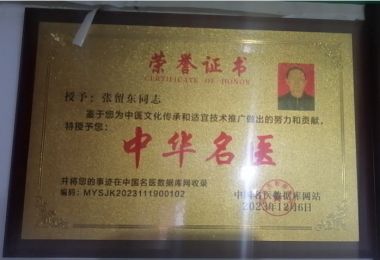 荣誉证书
CERTIFICATE OF HONOR
授予：张留东同志
鉴于您为中医文化传承和适宜技术推广做出的努力和贡献，
特授予您：
中华名医
并将您的事迹在中国名医数据库网收录
编码：MYSJK2023111900102
中国名医数据库网站
2023年12月6日